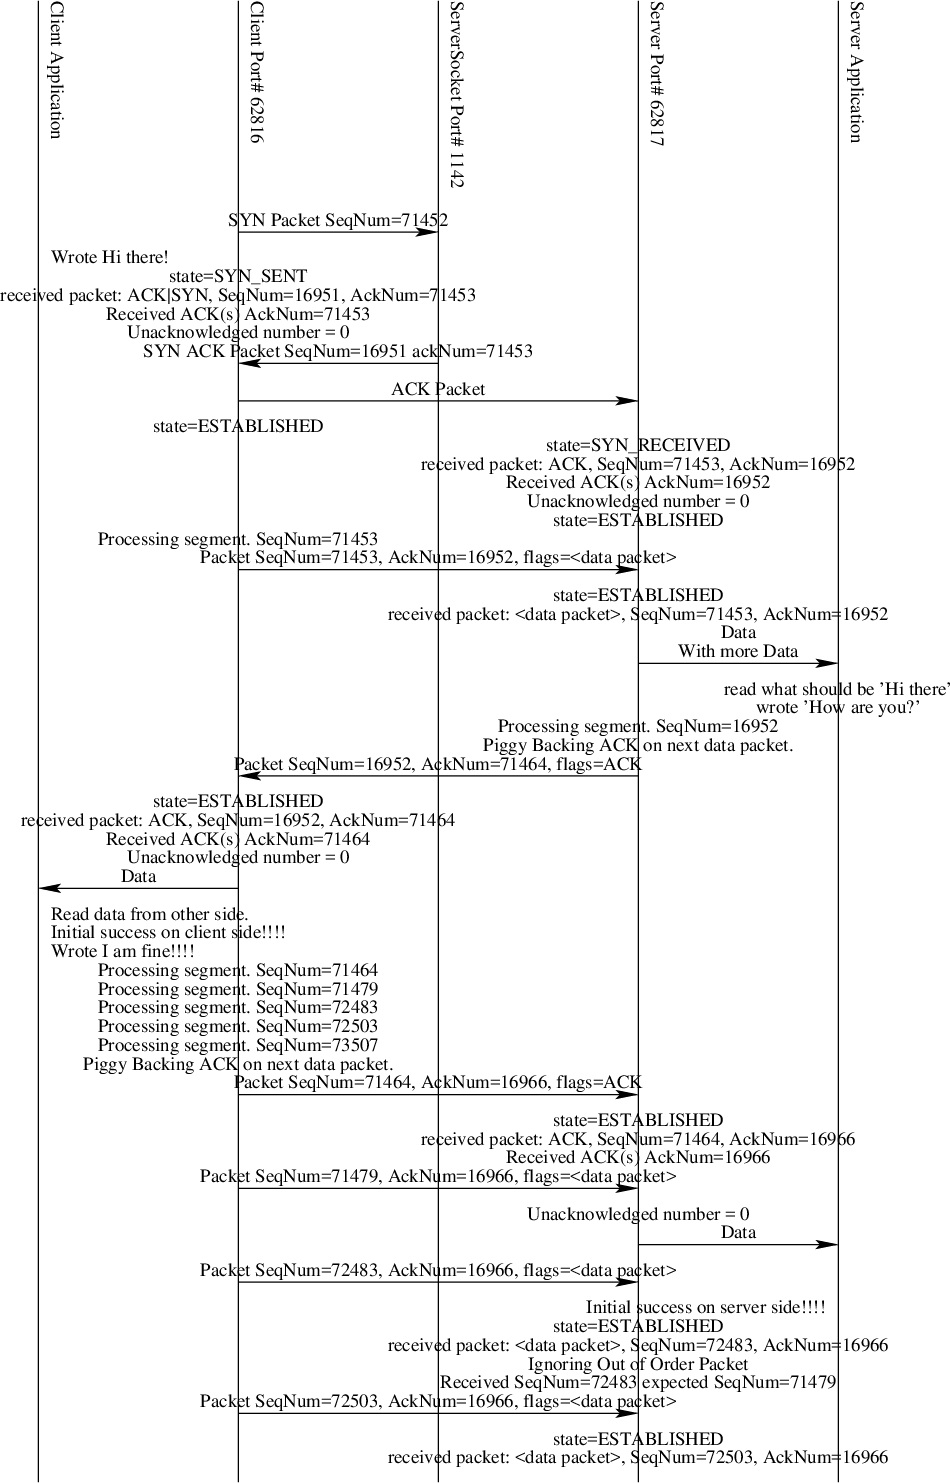 Client Application
Client Port# 62816
ServerSocket Port# 1142
Server Port# 62817
Server Application
SYN Packet SeqNum=71452
Wrote Hi there!
state=SYN_SENT
received packet: ACK|SYN, SeqNum=16951, AckNum=71453
Received ACK(s) AckNum=71453
Unacknowledged number = 0
SYN ACK Packet SeqNum=16951 ackNum=71453
ACK Packet
state=ESTABLISHED
state=SYN_RECEIVED
received packet: ACK, SeqNum=71453, AckNum=16952
Received ACK(s) AckNum=16952
Unacknowledged number = 0
state=ESTABLISHED
Processing segment. SeqNum=71453
Packet SeqNum=71453, AckNum=16952, flags=<data packet>
state=ESTABLISHED
received packet: <data packet>, SeqNum=71453, AckNum=16952
Data
With more Data
read what should be 'Hi there'
wrote 'How are you?'
Processing segment. SeqNum=16952
Piggy Backing ACK on next data packet.
Packet SeqNum=16952, AckNum=71464, flags=ACK
state=ESTABLISHED
received packet: ACK, SeqNum=16952, AckNum=71464
Received ACK(s) AckNum=71464
Unacknowledged number = 0
Data
Read data from other side.
Initial success on client side!!!!
Wrote I am fine!!!!
Processing segment. SeqNum=71464
Processing segment. SeqNum=71479
Processing segment. SeqNum=72483
Processing segment. SeqNum=72503
Processing segment. SeqNum=73507
Piggy Backing ACK on next data packet.
Packet SeqNum=71464, AckNum=16966, flags=ACK
state=ESTABLISHED
received packet: ACK, SeqNum=71464, AckNum=16966
Received ACK(s) AckNum=16966
Packet SeqNum=71479, AckNum=16966, flags=<data packet>
Unacknowledged number = 0
Data
Packet SeqNum=72483, AckNum=16966, flags=<data packet>
Initial success on server side!!!!
state=ESTABLISHED
received packet: <data packet>, SeqNum=72483, AckNum=16966
Ignoring Out of Order Packet
Received SeqNum=72483 expected SeqNum=71479
Packet SeqNum=72503, AckNum=16966, flags=<data packet>
state=ESTABLISHED
received packet: <data packet>, SeqNum=72503, AckNum=16966